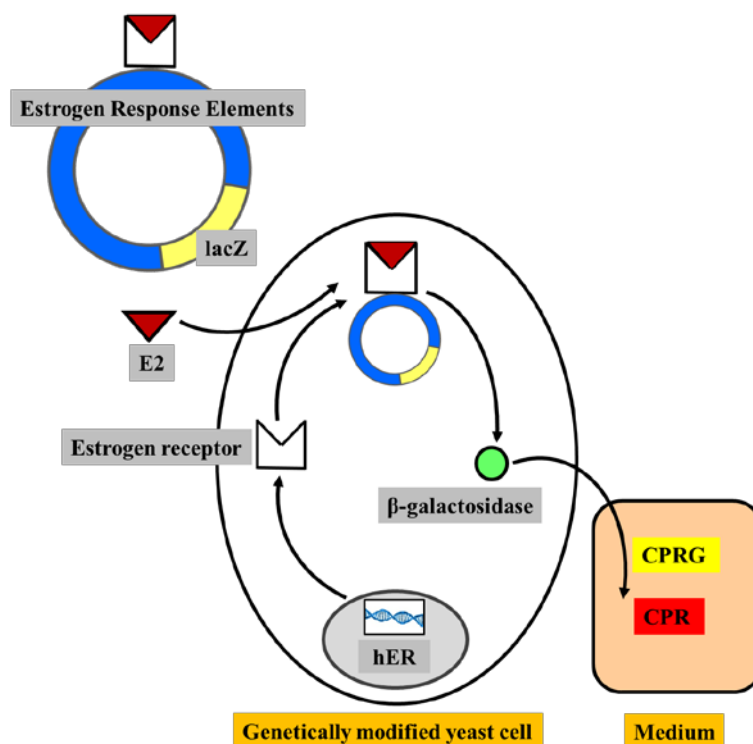 Estrogen Response Elements
lacZ
E2
Estrogen receptor
β-galactosidase
CPRG
CPR
hER
Genetically modified yeast cell
Medium